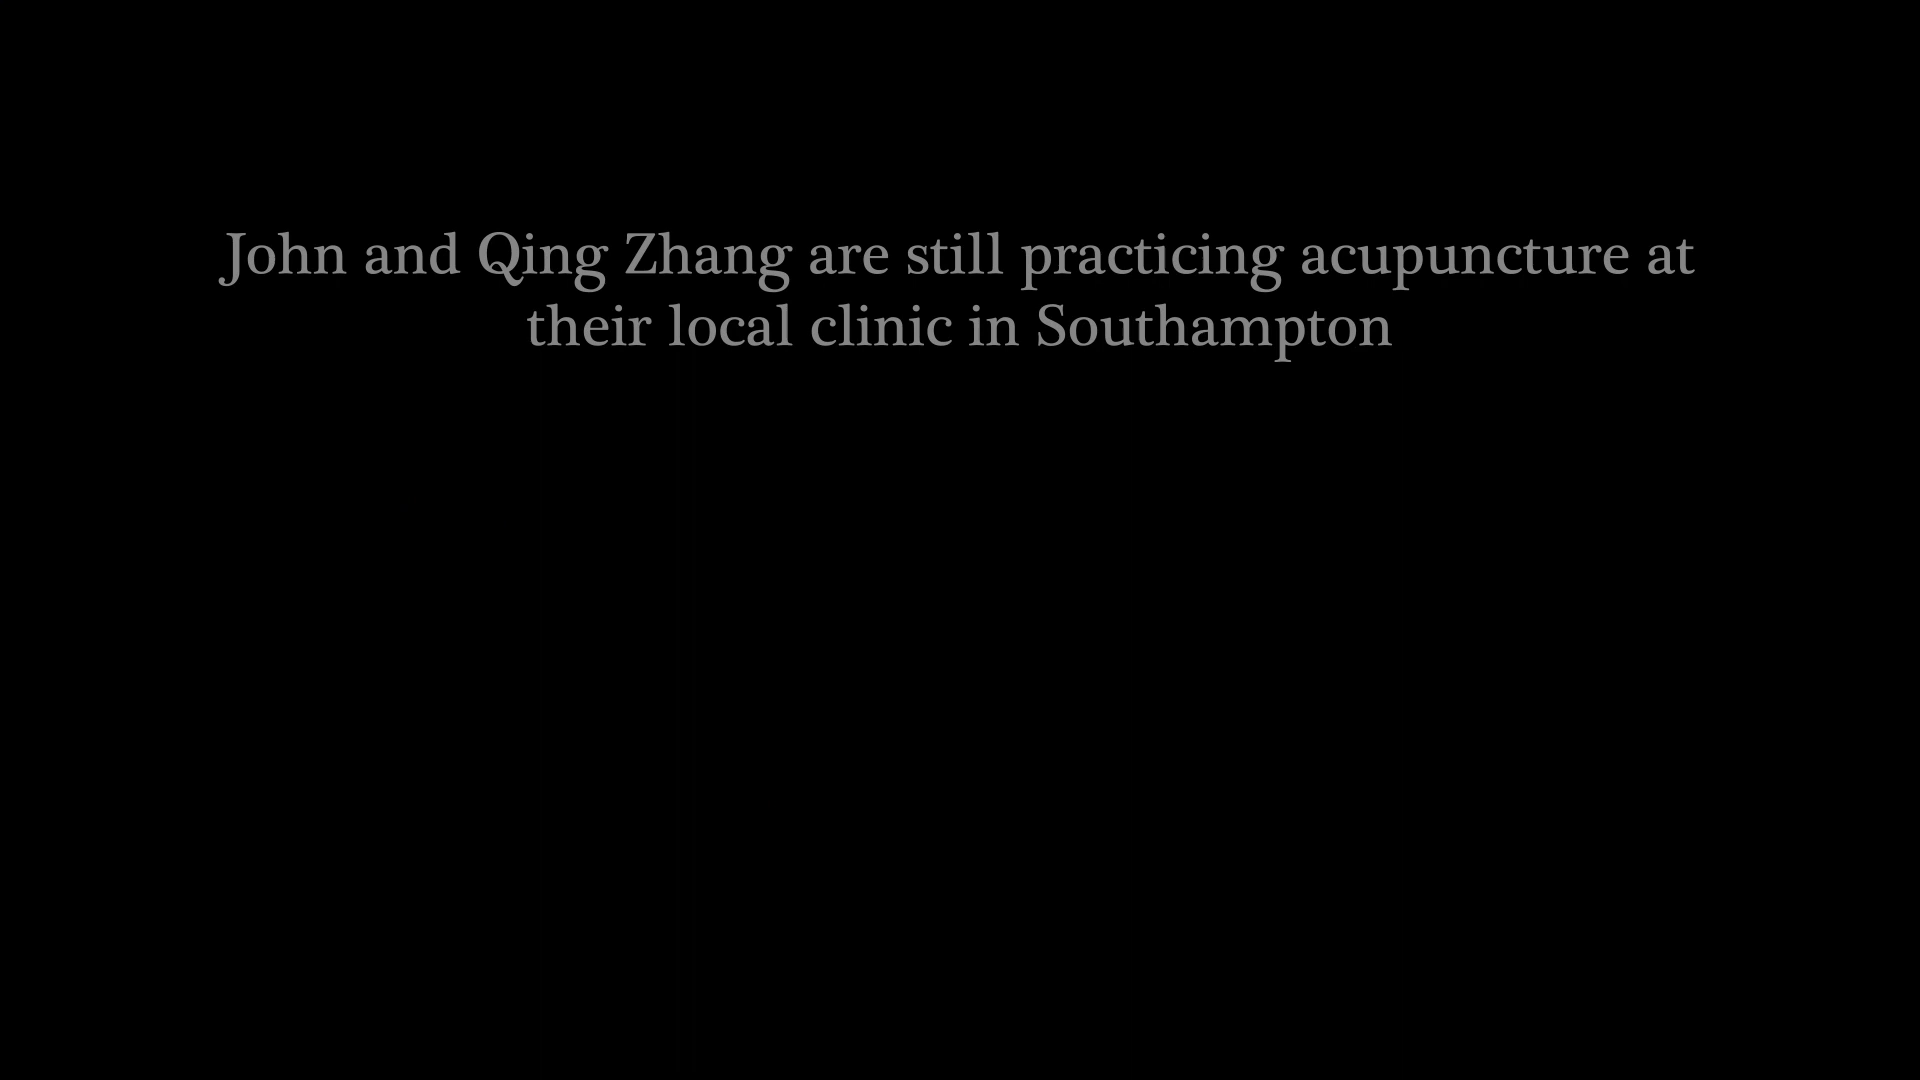 John and Qing Zhang are still practicing acupuncture at
their local clinic in Southampton